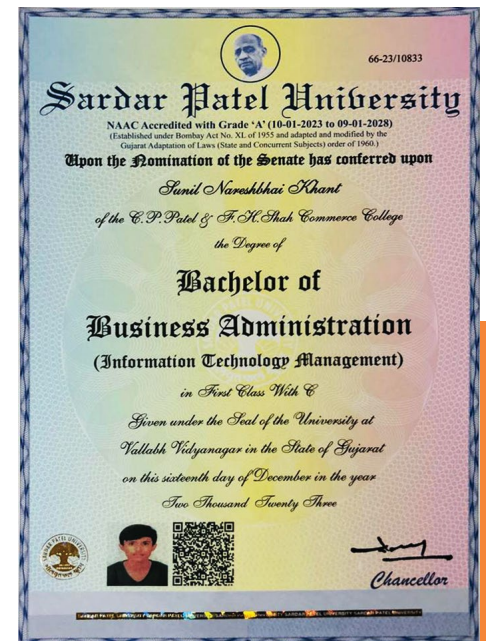 66-23/10833
Sardar Patel University
NAAC Accredited with Grade ‘A’ (10-01-2023 to 09-01-2028)
(Established under Bombay Act No. XL of 1955 and adapted and modified by the
Gujarat Adaptation of Laws (State and Concurrent Subjects) order of 1960.)
Upon the Nomination of the Senate has conferred upon
Sunil Nareshbhai Khant
of the C.P.Patel & F.H.Shah Commerce College
the Degree of
Bachelor of
Business Administration
(Information Technology Management)
in First Class With C
Given under the Seal of the University at
Vallabh Vidyanagar in the State of Gujarat
on this sixteenth day of December in the year
Two Thousand Twenty Three
SARDAR PATEL UNIVERSITY
Chancellor